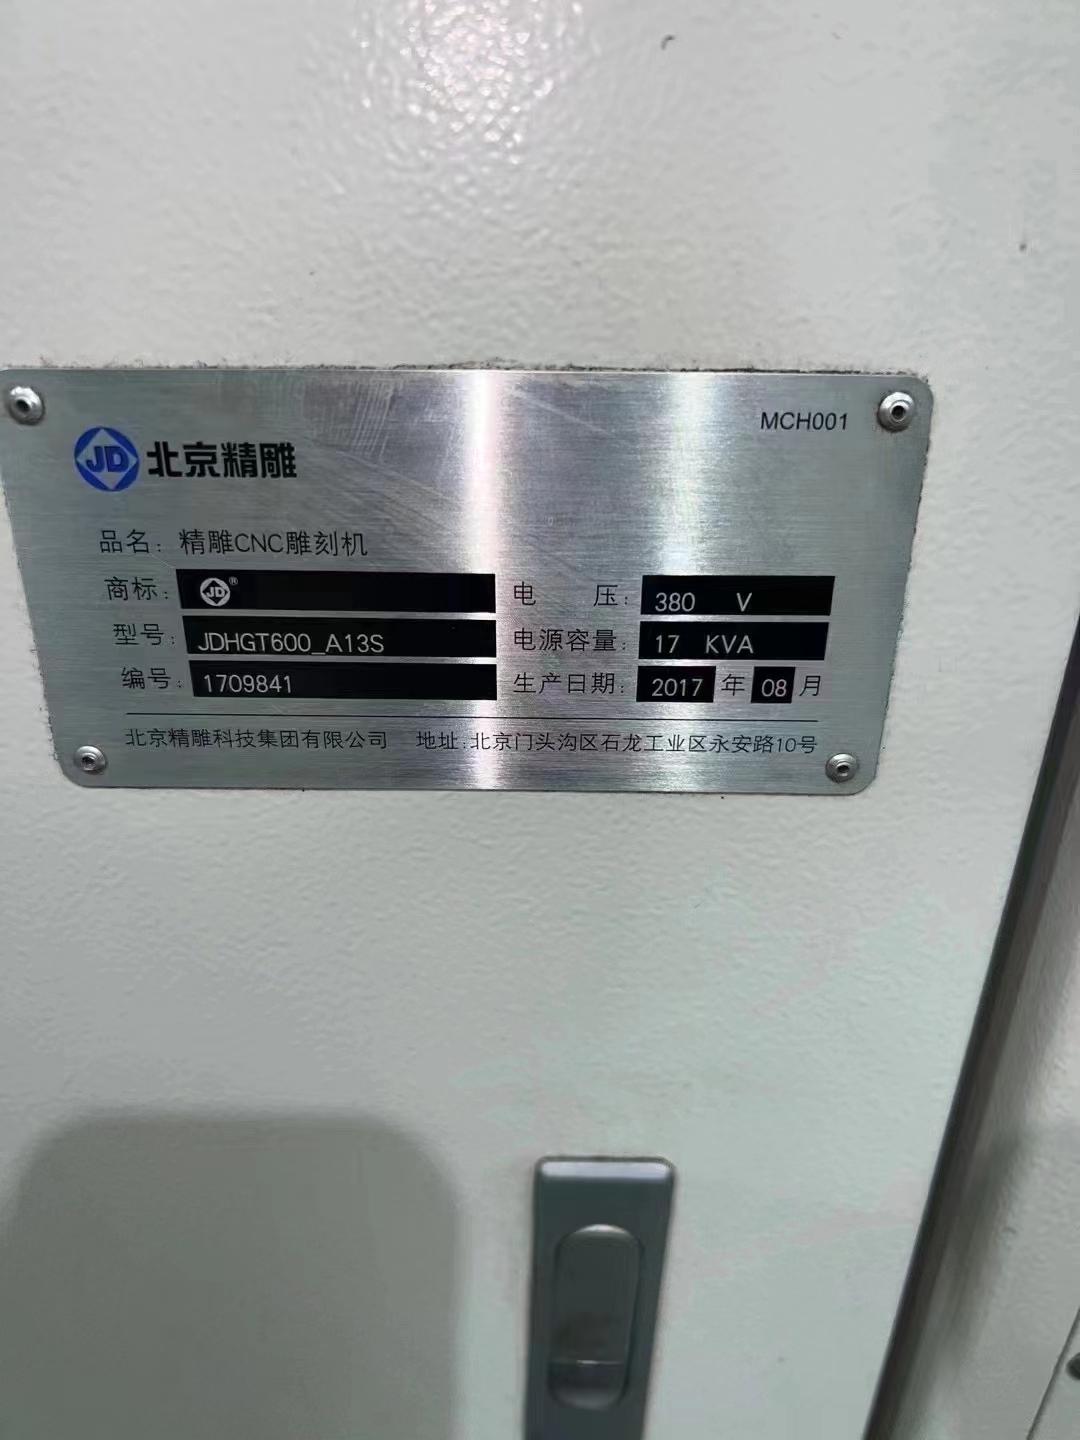 MCH001
JD 北京精雕
品名: 精雕CNC雕刻机
商标: JD® 电 压: 380 V
型号: JDHGT600_A13S 电源容量: 17 KVA
编号: 1709841 生产日期: 2017 年 08 月
北京精雕科技集团有限公司 地址:北京门头沟区石龙工业区永安路10号